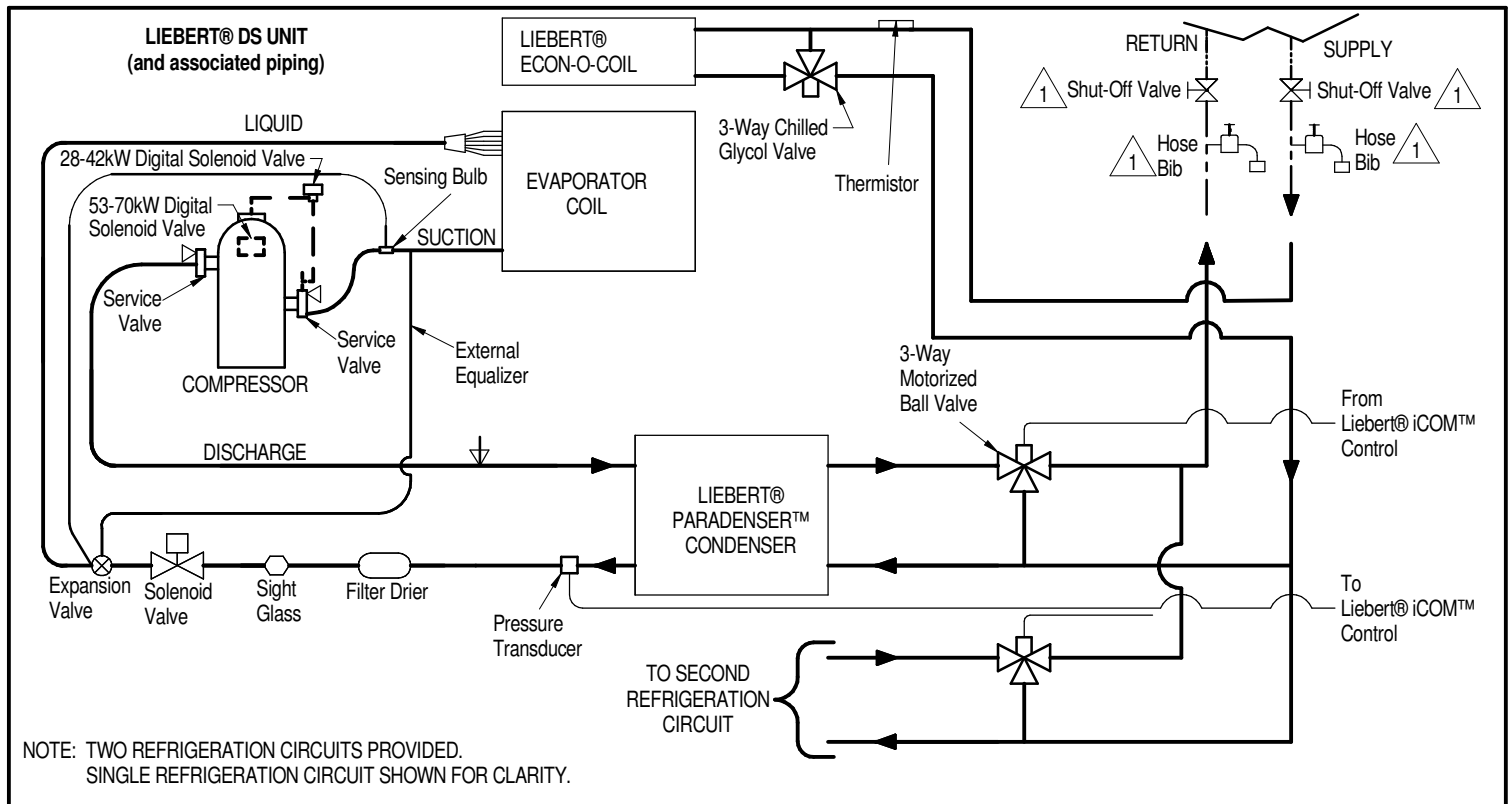 LIEBERT® DS UNIT
(and associated piping)
LIEBERT®
ECON-O-COIL
RETURN
SUPPLY
1
Shut-Off Valve
Shut-Off Valve
1
3-Way Chilled
Glycol Valve
Thermistor
1
Hose
Bib
Hose
Bib
1
LIQUID
28-42kW Digital Solenoid Valve
Sensing Bulb
EVAPORATOR
COIL
53-70kW Digital
Solenoid Valve
SUCTION
Service
Valve
Service
Valve
External
Equalizer
COMPRESSOR
3-Way
Motorized
Ball Valve
From
Liebert® iCOM™
Control
DISCHARGE
LIEBERT®
PARADENSER™
CONDENSER
Expansion
Valve
Solenoid
Valve
Sight
Glass
Filter Drier
Pressure
Transducer
To
Liebert® iCOM™
Control
TO SECOND
REFRIGERATION
CIRCUIT
NOTE: TWO REFRIGERATION CIRCUITS PROVIDED.
SINGLE REFRIGERATION CIRCUIT SHOWN FOR CLARITY.